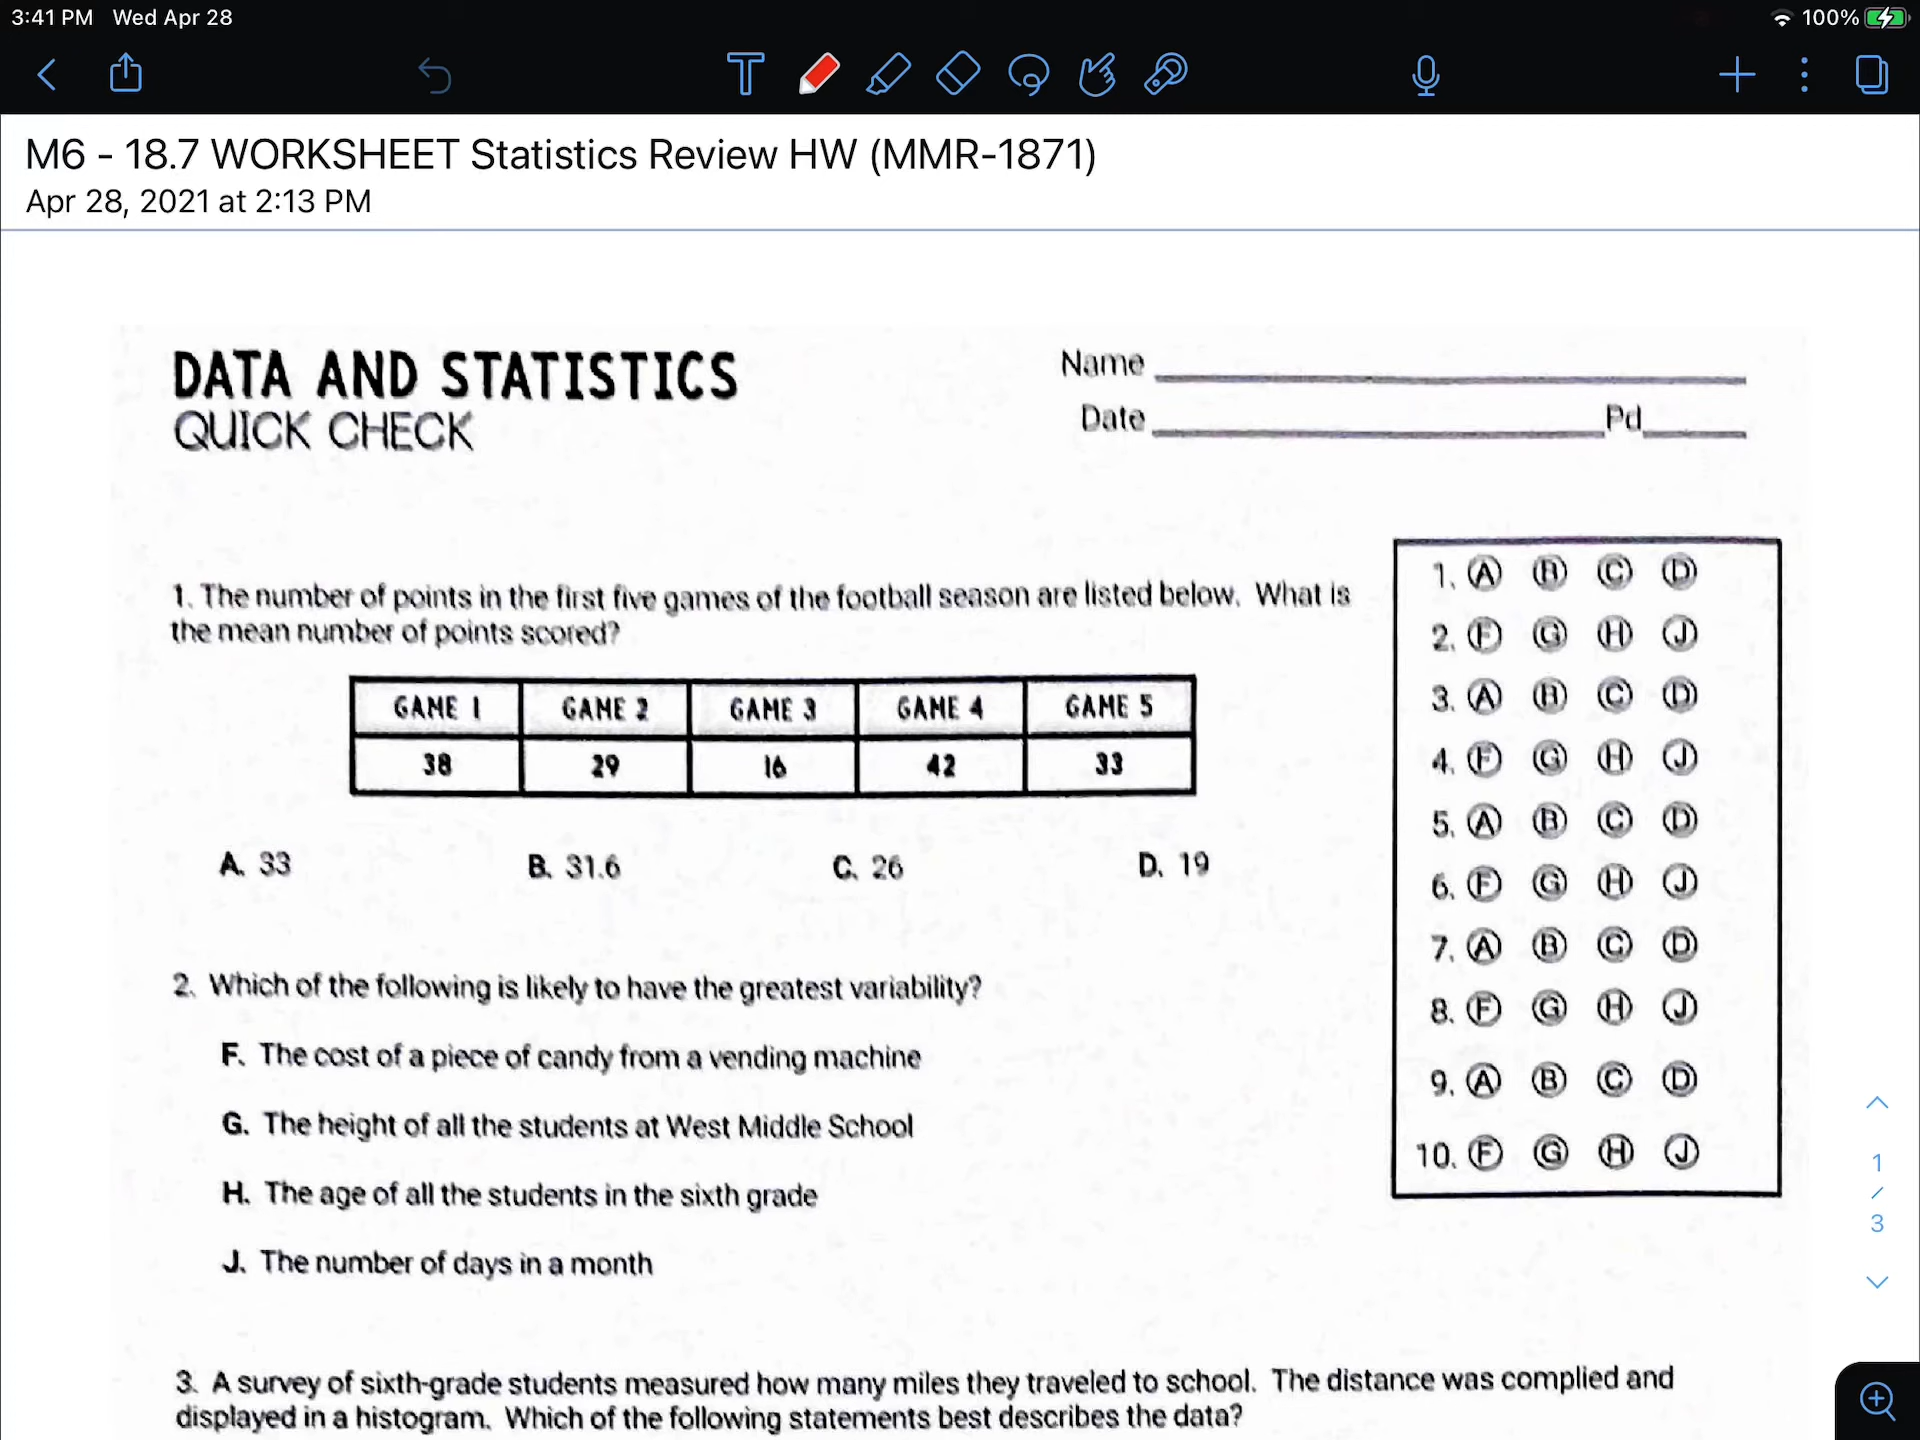 3:41 PM Wed Apr 28
100%
M6 - 18.7 WORKSHEET Statistics Review HW (MMR-1871)
Apr 28, 2021 at 2:13 PM
DATA AND STATISTICS
QUICK CHECK
Name
Date Pd
1. The number of points in the first five games of the football season are listed below. What is
the mean number of points scored?
GAME 1 GAME 2 GAME 3 GAME 4 GAME 5
38 29 16 42 33
A. 33 B. 31.6 C. 26 D. 19
2. Which of the following is likely to have the greatest variability?
F. The cost of a piece of candy from a vending machine
G. The height of all the students at West Middle School
H. The age of all the students in the sixth grade
J. The number of days in a month
3. A survey of sixth-grade students measured how many miles they traveled to school. The distance was complied and
displayed in a histogram. Which of the following statements best describes the data?
1. A B C D
2. F G H J
3. A B C D
4. F G H J
5. A B C D
6. F G H J
7. A B C D
8. F G H J
9. A B C D
10. F G H J
1
/
3